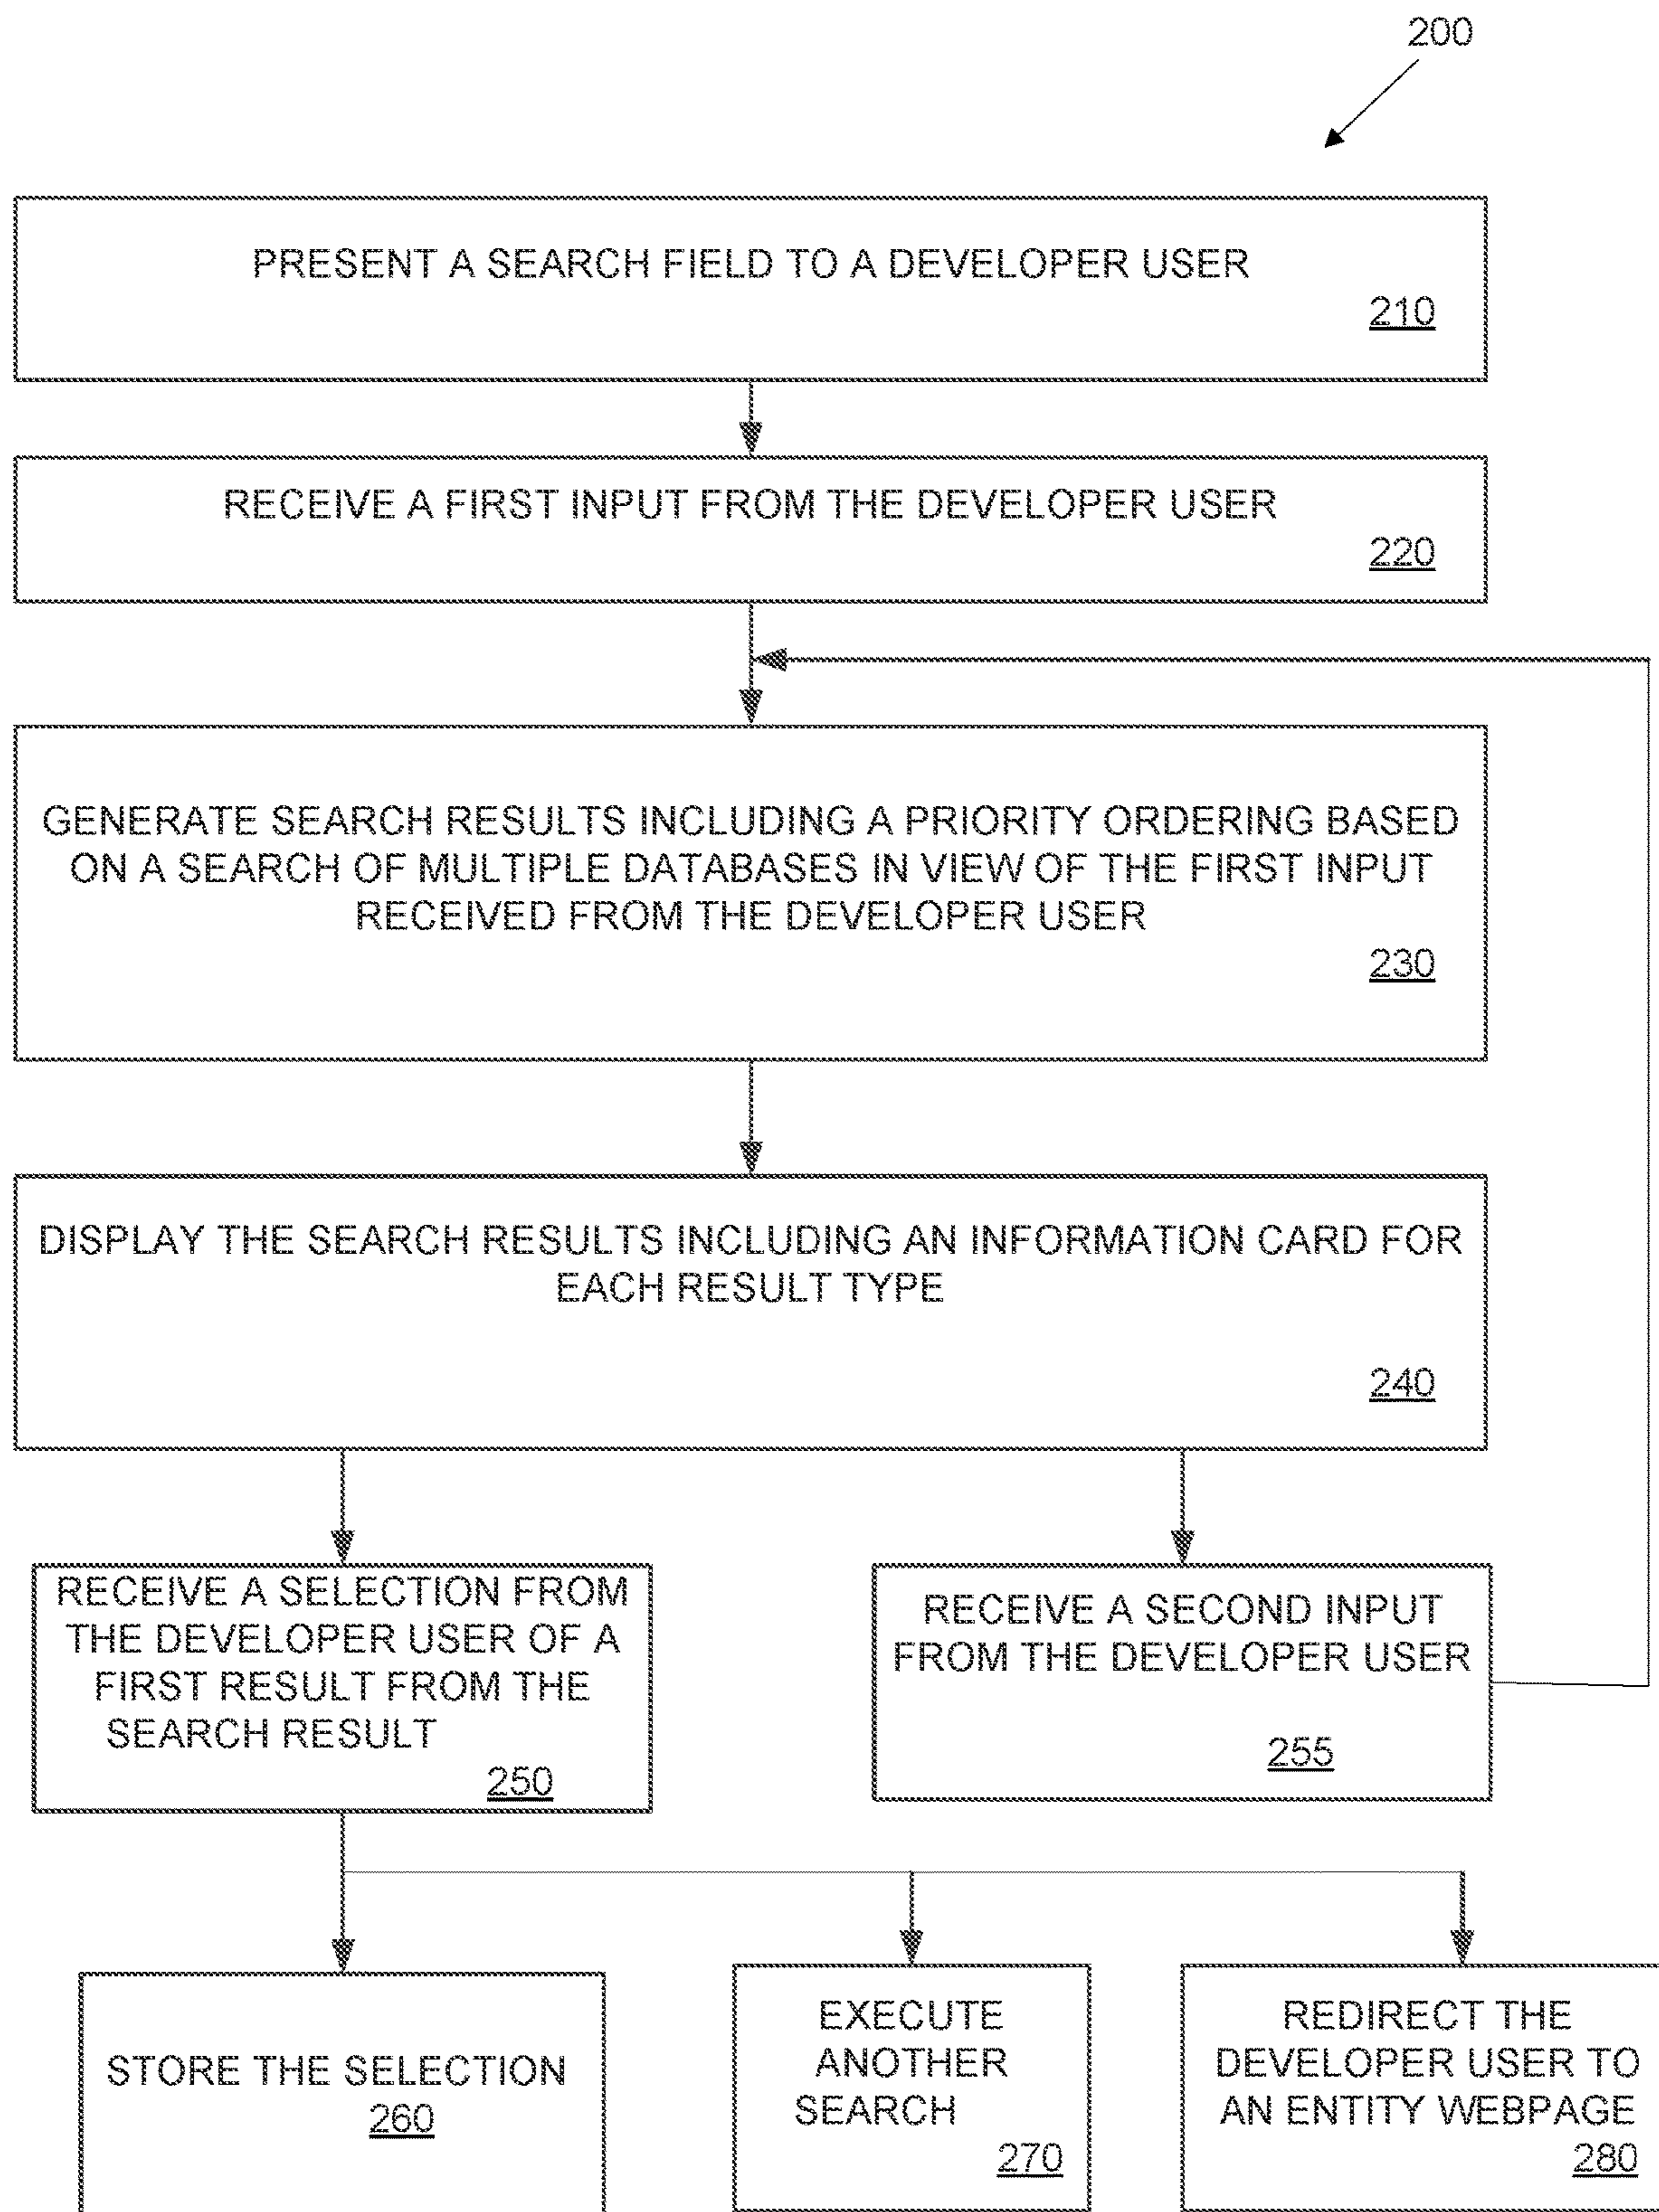 200
PRESENT A SEARCH FIELD TO A DEVELOPER USER
210
RECEIVE A FIRST INPUT FROM THE DEVELOPER USER
220
GENERATE SEARCH RESULTS INCLUDING A PRIORITY ORDERING BASED
ON A SEARCH OF MULTIPLE DATABASES IN VIEW OF THE FIRST INPUT
RECEIVED FROM THE DEVELOPER USER
230
DISPLAY THE SEARCH RESULTS INCLUDING AN INFORMATION CARD FOR
EACH RESULT TYPE
240
RECEIVE A SELECTION FROM
THE DEVELOPER USER OF A
FIRST RESULT FROM THE
SEARCH RESULT
250
RECEIVE A SECOND INPUT
FROM THE DEVELOPER USER
255
STORE THE SELECTION
260
EXECUTE
ANOTHER
SEARCH
270
REDIRECT THE
DEVELOPER USER TO
AN ENTITY WEBPAGE
280